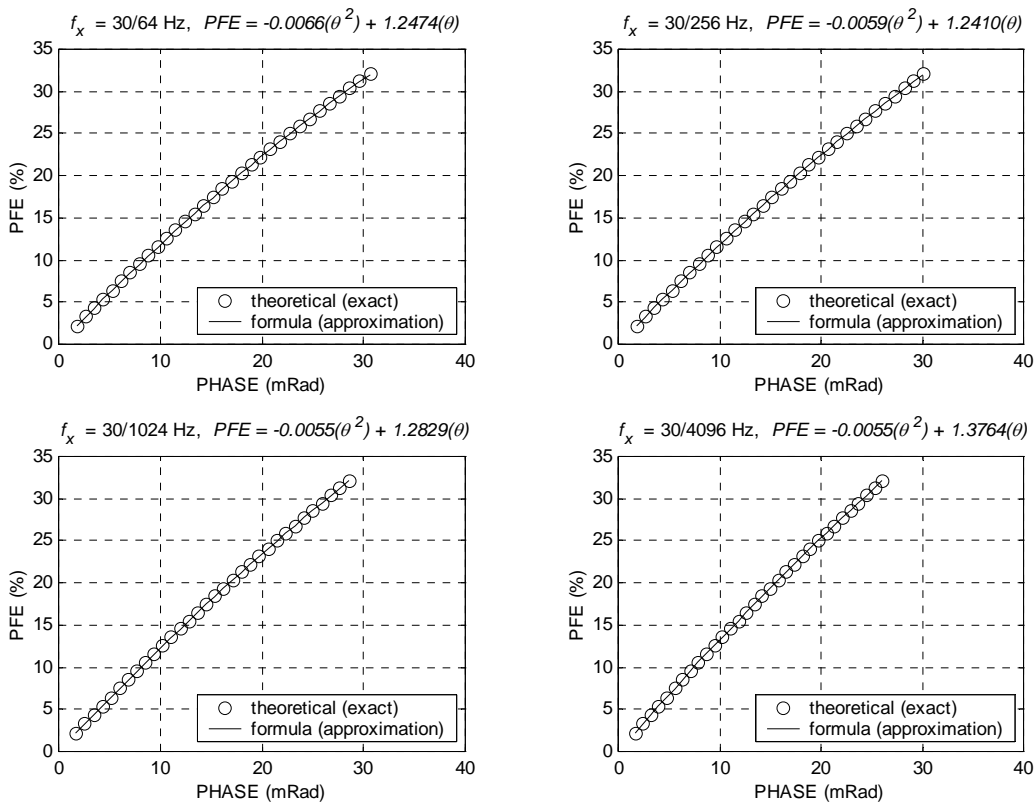 f_x = 30/64 Hz, PFE = -0.0066(θ²) + 1.2474(θ)
35
30
25
20
15
10
5
0
PFE (%)
theoretical (exact)
formula (approximation)
0 10 20 30 40
PHASE (mRad)
f_x = 30/256 Hz, PFE = -0.0059(θ²) + 1.2410(θ)
35
30
25
20
15
10
5
0
PFE (%)
theoretical (exact)
formula (approximation)
0 10 20 30 40
PHASE (mRad)
f_x = 30/1024 Hz, PFE = -0.0055(θ²) + 1.2829(θ)
35
30
25
20
15
10
5
0
PFE (%)
theoretical (exact)
formula (approximation)
0 10 20 30 40
PHASE (mRad)
f_x = 30/4096 Hz, PFE = -0.0055(θ²) + 1.3764(θ)
35
30
25
20
15
10
5
0
PFE (%)
theoretical (exact)
formula (approximation)
0 10 20 30 40
PHASE (mRad)